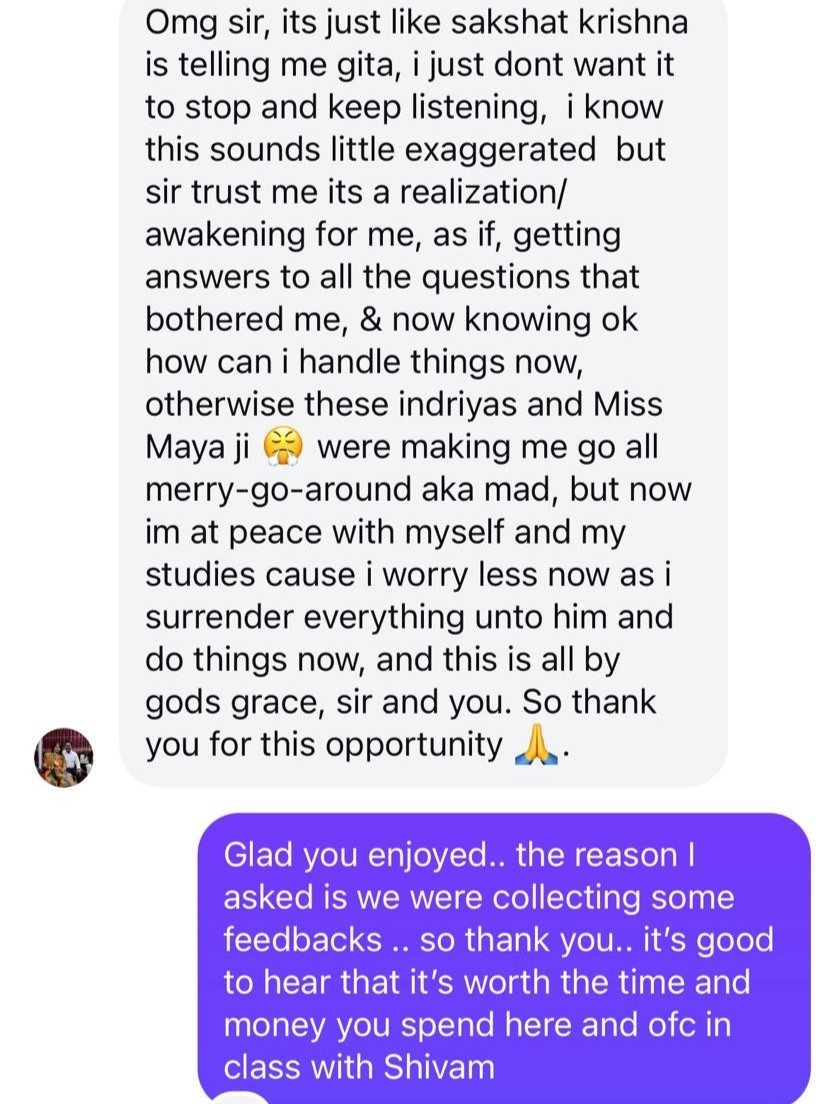 Omg sir, its just like sakshat krishna
is telling me gita, i just dont want it
to stop and keep listening,  i know
this sounds little exaggerated  but
sir trust me its a realization/
awakening for me, as if, getting
answers to all the questions that
bothered me, & now knowing ok
how can i handle things now,
otherwise these indriyas and Miss
Maya ji 😤 were making me go all
merry-go-around aka mad, but now
im at peace with myself and my
studies cause i worry less now as i
surrender everything unto him and
do things now, and this is all by
gods grace, sir and you. So thank
you for this opportunity 🙏.
Glad you enjoyed.. the reason I
asked is we were collecting some
feedbacks .. so thank you.. it’s good
to hear that it’s worth the time and
money you spend here and ofc in
class with Shivam